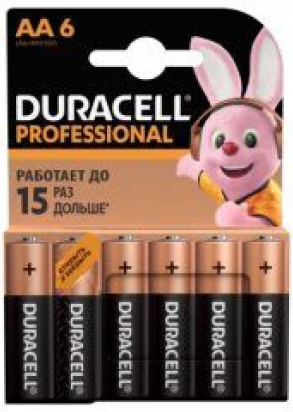 AA 6
DURACELL
PROFESSIONAL
РАБОТАЕТ ДО
15 РАЗ
ДОЛЬШЕ*
+ + + + +
DURACELL DURACELL DURACELL DURACELL DURACELL DURACELL